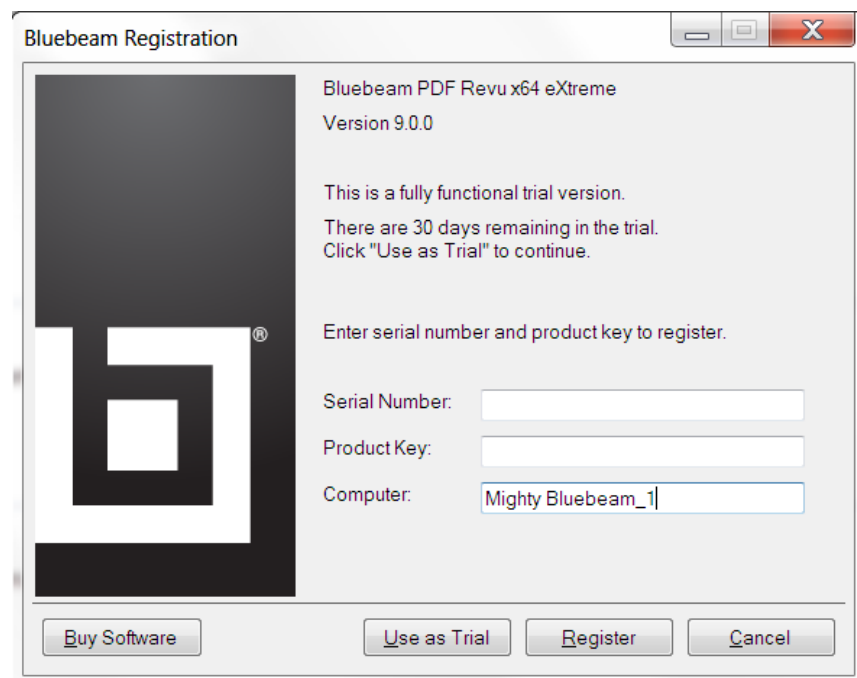 Bluebeam Registration
Bluebeam PDF Revu x64 eXtreme
Version 9.0.0
This is a fully functional trial version.
There are 30 days remaining in the trial.
Click "Use as Trial" to continue.
®
Enter serial number and product key to register.
Serial Number:
Product Key:
Computer: Mighty Bluebeam_1
Buy Software Use as Trial Register Cancel